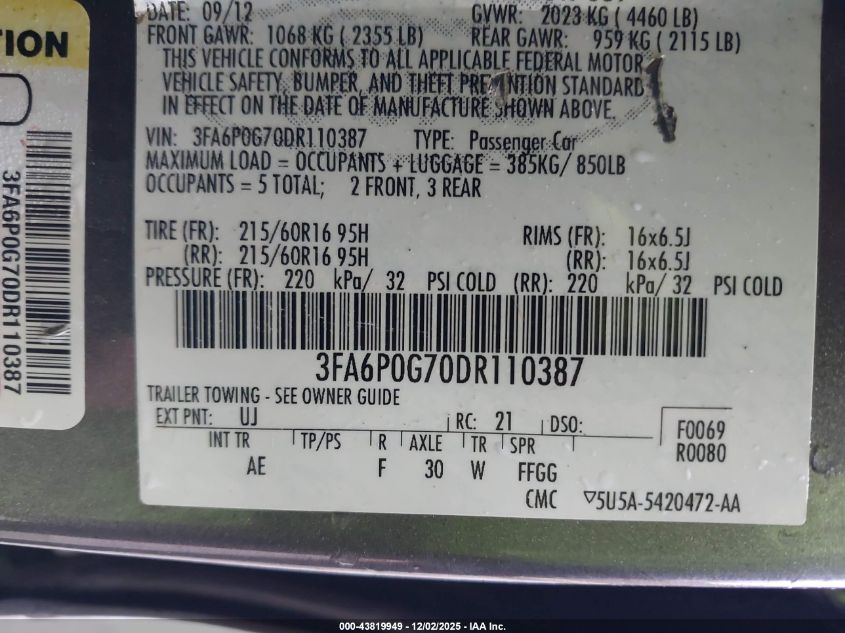 DATE: 09/12 GVWR: 2023 KG ( 4460 LB)
FRONT GAWR: 1068 KG ( 2355 LB) REAR GAWR: 959 KG ( 2115 LB)
THIS VEHICLE CONFORMS TO ALL APPLICABLE FEDERAL MOTOR
VEHICLE SAFETY, BUMPER, AND THEFT PREVENTION STANDARD
IN EFFECT ON THE DATE OF MANUFACTURE SHOWN ABOVE.
VIN: 3FA6P0G70DR110387 TYPE: Passenger Car
MAXIMUM LOAD = OCCUPANTS + LUGGAGE = 385KG/ 850LB
OCCUPANTS = 5 TOTAL; 2 FRONT, 3 REAR
TIRE (FR): 215/60R16 95H RIMS (FR): 16x6.5J
(RR): 215/60R16 95H (RR): 16x6.5J
PRESSURE (FR): 220 kPa/ 32 PSI COLD (RR): 220 kPa/ 32 PSI COLD
3FA6P0G70DR110387
TRAILER TOWING - SEE OWNER GUIDE
EXT PNT: UJ RC: 21 DSO:
INT TR TP/PS R AXLE TR SPR
AE F 30 W FFGG
F0069
R0080
CMC ▽5U5A-5420472-AA
TION
3FA6P0G70DR110387
000-43819949 - 12/02/2025 - IAA Inc.